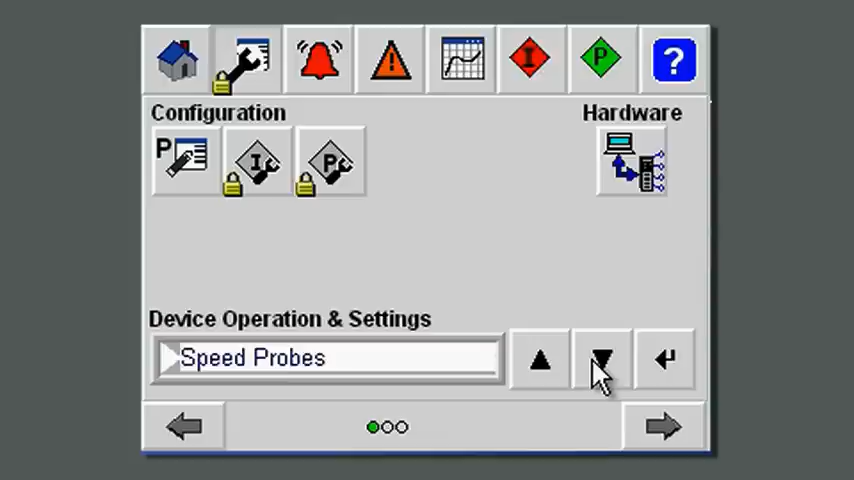 I
P
?
Configuration
Hardware
P
I
P
Device Operation & Settings
Speed Probes